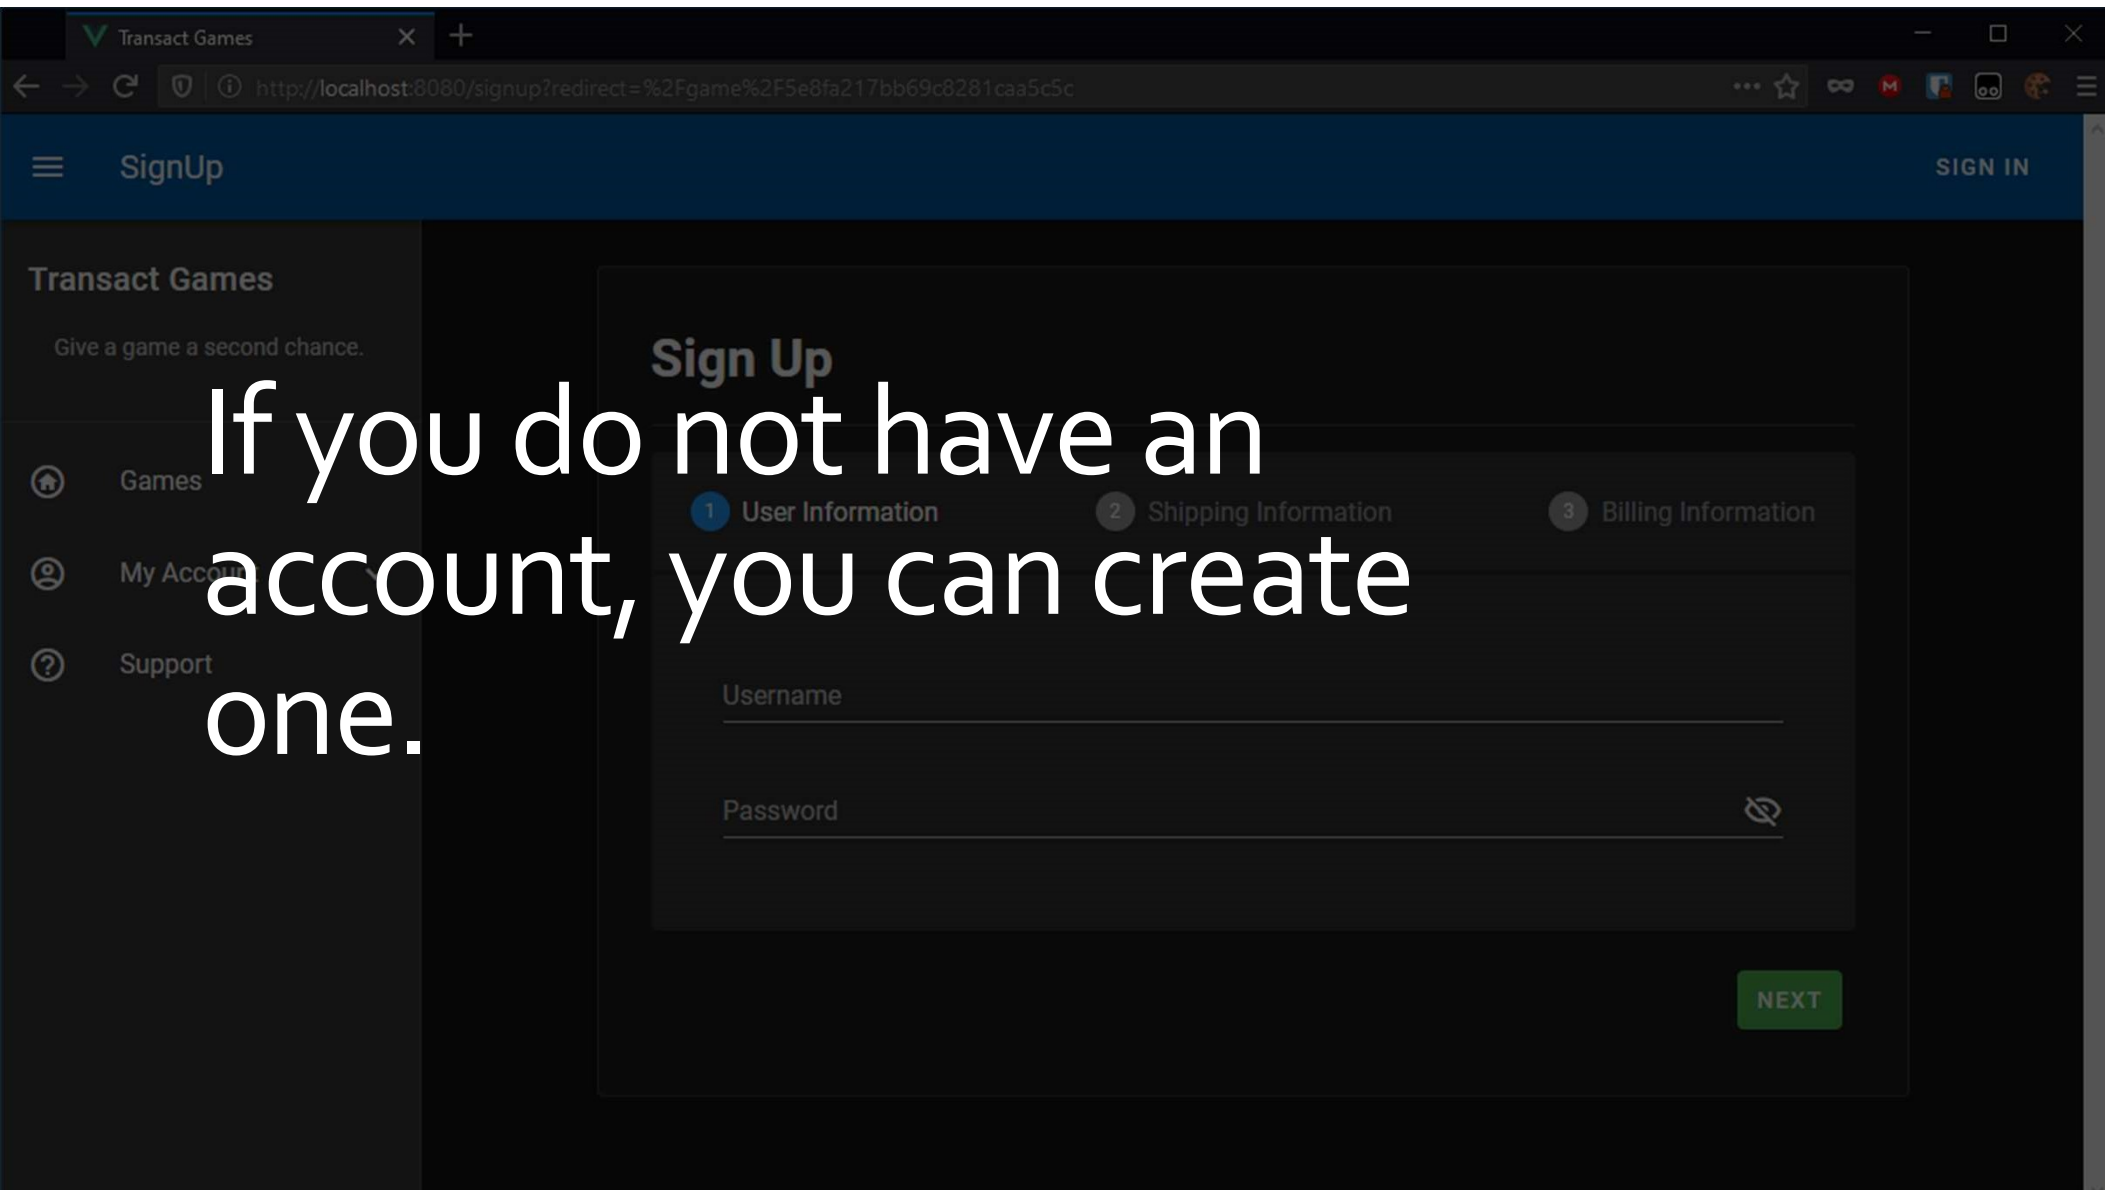 Transact Games
http://localhost:8080/signup?redirect=%2Fgame%2F5e8fa217bb69c8281caa5c5c
SignUp
SIGN IN
Transact Games
Give a game a second chance.
Games
My Account
Support
Sign Up
1 User Information
2 Shipping Information
3 Billing Information
Username
Password
NEXT
If you do not have an
account, you can create
one.